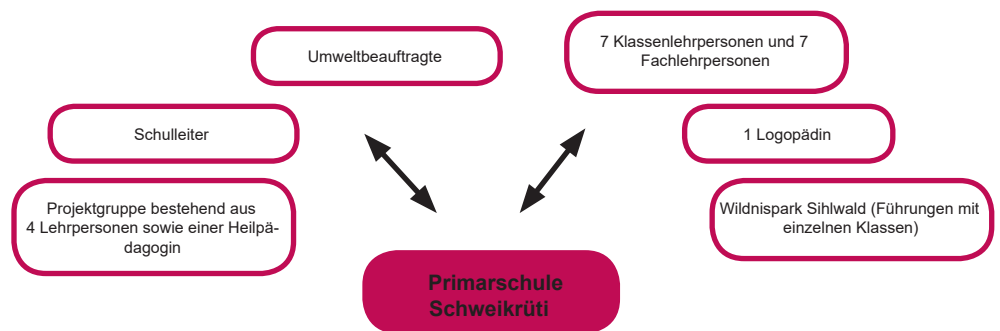 7 Klassenlehrpersonen und 7
Fachlehrpersonen
Umweltbeauftragte
Schulleiter
1 Logopädin
Projektgruppe bestehend aus
4 Lehrpersonen sowie einer Heilpä-
dagogin
Wildnispark Sihlwald (Führungen mit
einzelnen Klassen)
Primarschule
Schweikrüti